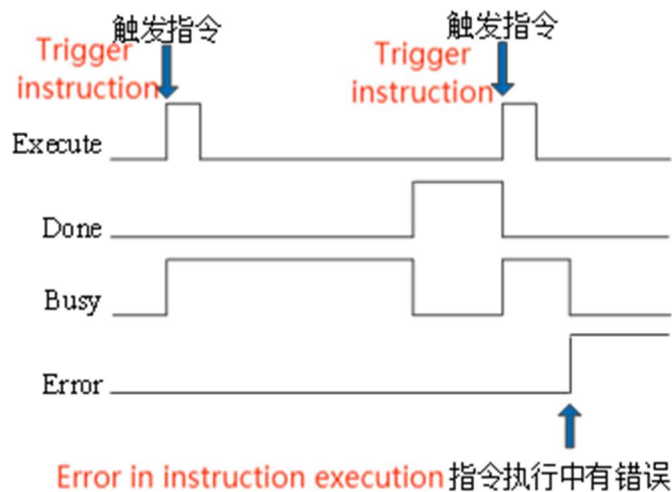 触发指令
Trigger
instruction
触发指令
Trigger
instruction
Execute
Done
Busy
Error
Error in instruction execution 指令执行中有错误